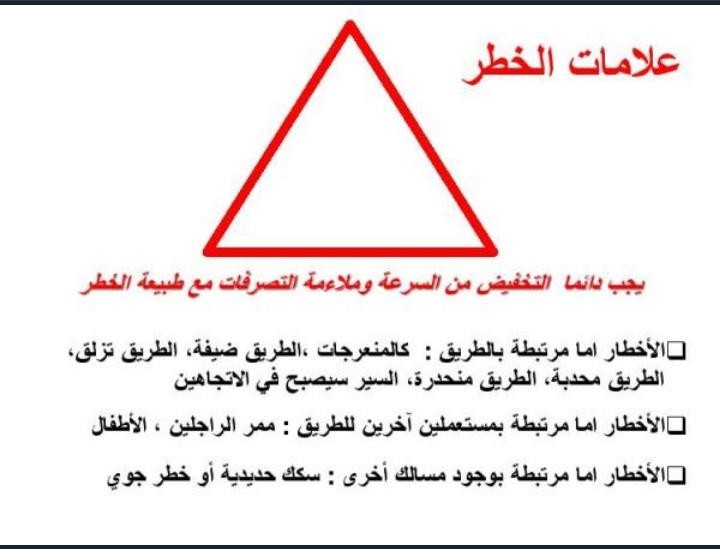 علامات الخطر
يجب دائما التخفيض من السرعة وملاءمة التصرفات مع طبيعة الخطر
❑الأخطار اما مرتبطة بالطريق : كالمنعرجات ،الطريق ضيفة، الطريق تزلق،
الطريق محدبة، الطريق منحدرة، السير سيصبح في الاتجاهين
❑الأخطار اما مرتبطة بمستعملين آخرين للطريق : ممر الراجلين ، الأطفال
❑الأخطار اما مرتبطة بوجود مسالك أخرى : سكك حديدية أو خطر جوي